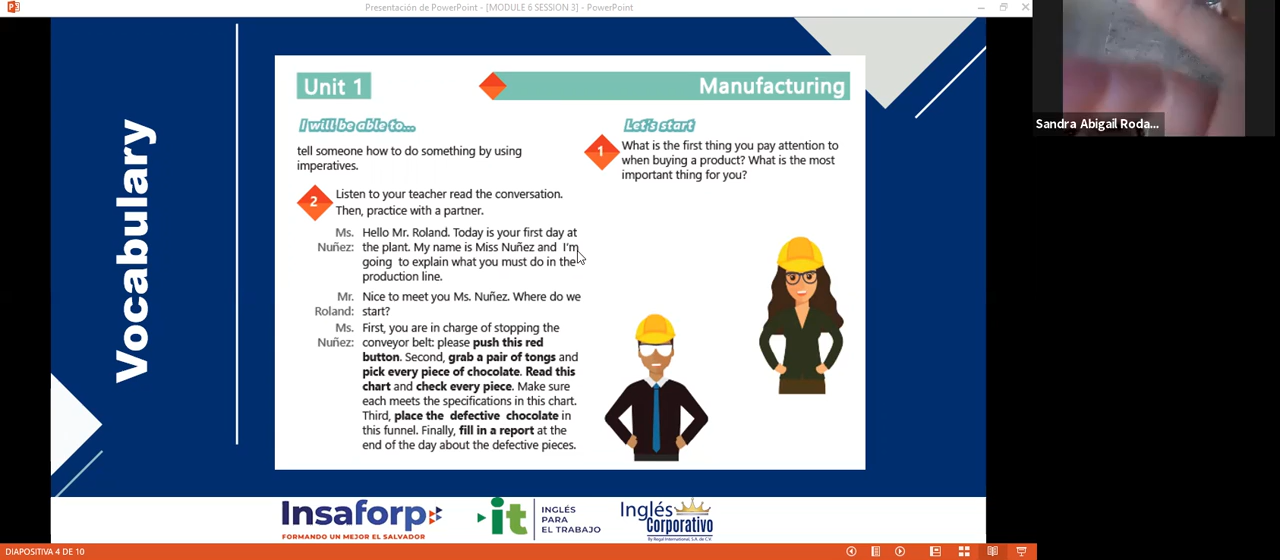 Presentación de PowerPoint - [MODULE 6 SESSION 3] - PowerPoint
Sandra Abigail Roda...
Vocabulary
Unit 1
Manufacturing
I will be able to...
tell someone how to do something by using
imperatives.
Let's start
1
What is the first thing you pay attention to
when buying a product? What is the most
important thing for you?
2
Listen to your teacher read the conversation.
Then, practice with a partner.
Ms. Hello Mr. Roland. Today is your first day at
Nuñez: the plant. My name is Miss Nuñez and I'm
going to explain what you must do in the
production line.
Mr. Nice to meet you Ms. Nuñez. Where do we
Roland: start?
Ms. First, you are in charge of stopping the
Nuñez: conveyor belt: please push this red
button. Second, grab a pair of tongs and
pick every piece of chocolate. Read this
chart and check every piece. Make sure
each meets the specifications in this chart.
Third, place the defective chocolate in
this funnel. Finally, fill in a report at the
end of the day about the defective pieces.
Insaforp
FORMANDO UN MEJOR EL SALVADOR
it
INGLÉS
PARA
EL TRABAJO
Inglés
Corporativo
By Regal International, S.A. de C.V.
DIAPOSITIVA 4 DE 10